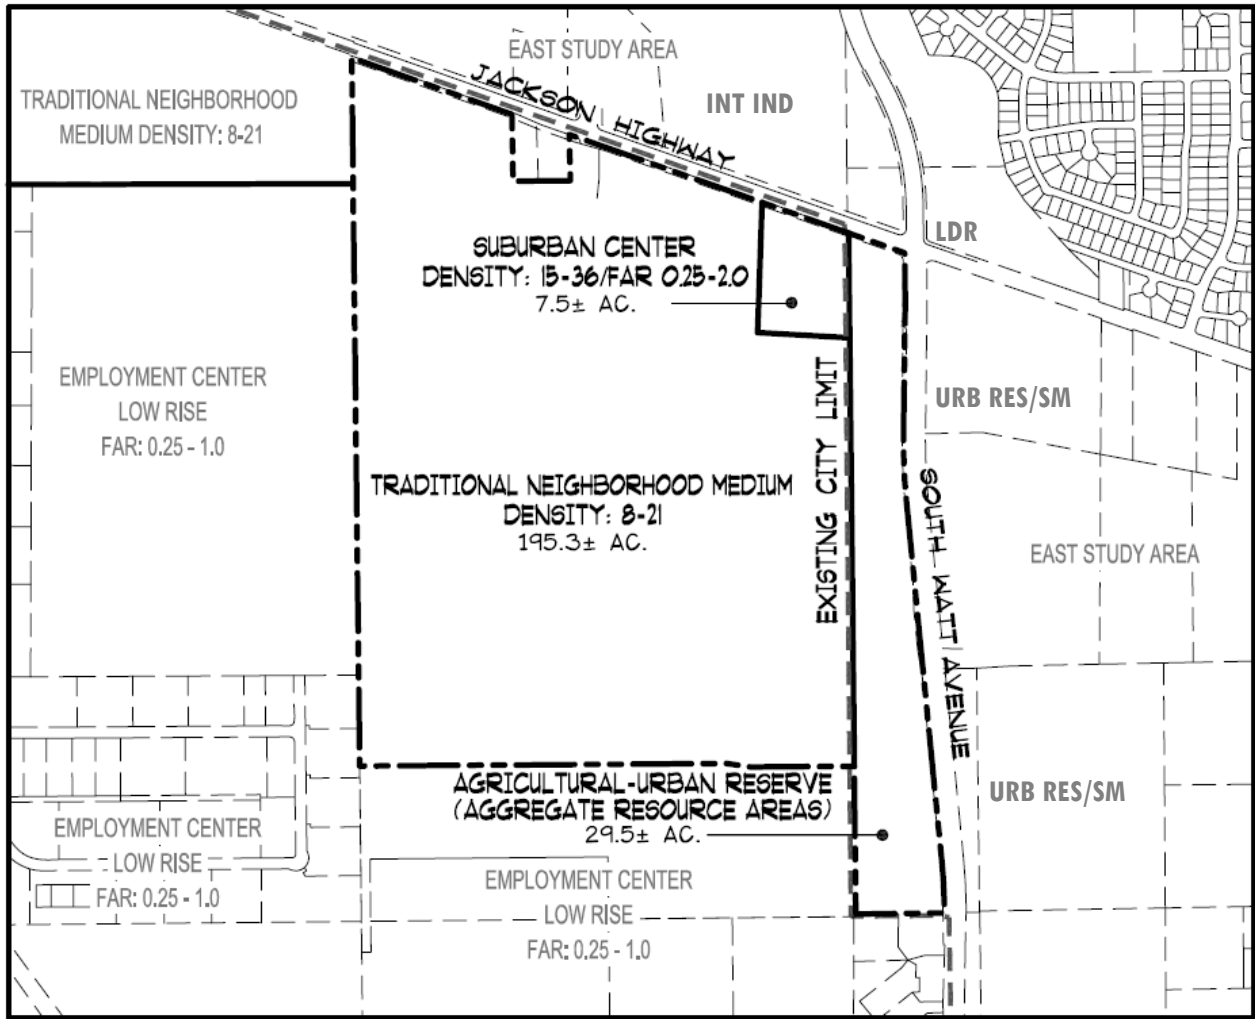 EAST STUDY AREA
JACKSON HIGHWAY
TRADITIONAL NEIGHBORHOOD
MEDIUM DENSITY: 8-21
INT IND
LDR
SUBURBAN CENTER
DENSITY: 15-36/FAR 0.25-2.0
7.5± AC.
EMPLOYMENT CENTER
LOW RISE
FAR: 0.25 - 1.0
EXISTING CITY LIMIT
URB RES/SM
TRADITIONAL NEIGHBORHOOD MEDIUM
DENSITY: 8-21
195.3± AC.
SOUTH WATT AVENUE
EAST STUDY AREA
AGRICULTURAL-URBAN RESERVE
(AGGREGATE RESOURCE AREAS)
29.5± AC.
URB RES/SM
EMPLOYMENT CENTER
LOW RISE
FAR: 0.25 - 1.0
EMPLOYMENT CENTER
LOW RISE
FAR: 0.25 - 1.0